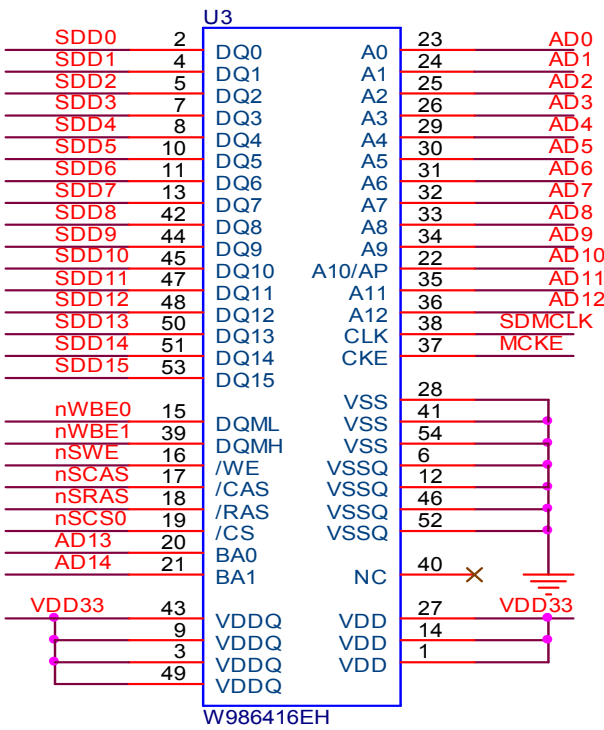 U3
SDD0 2 DQ0 A0 23 AD0
SDD1 4 DQ1 A1 24 AD1
SDD2 5 DQ2 A2 25 AD2
SDD3 7 DQ3 A3 26 AD3
SDD4 8 DQ4 A4 29 AD4
SDD5 10 DQ5 A5 30 AD5
SDD6 11 DQ6 A6 31 AD6
SDD7 13 DQ7 A7 32 AD7
SDD8 42 DQ8 A8 33 AD8
SDD9 44 DQ9 A9 34 AD9
SDD10 45 DQ10 A10/AP 22 AD10
SDD11 47 DQ11 A11 35 AD11
SDD12 48 DQ12 A12 36 AD12
SDD13 50 DQ13 CLK 38 SDMCLK
SDD14 51 DQ14 CKE 37 MCKE
SDD15 53 DQ15
VSS 28
nWBE0 15 DQML VSS 41
nWBE1 39 DQMH VSS 54
nSWE 16 /WE VSSQ 6
nSCAS 17 /CAS VSSQ 12
nSRAS 18 /RAS VSSQ 46
nSCS0 19 /CS VSSQ 52
AD13 20 BA0
AD14 21 BA1 NC 40
VDD33 43 VDDQ VDD 27 VDD33
9 VDDQ VDD 14
3 VDDQ VDD 1
49 VDDQ
W986416EH